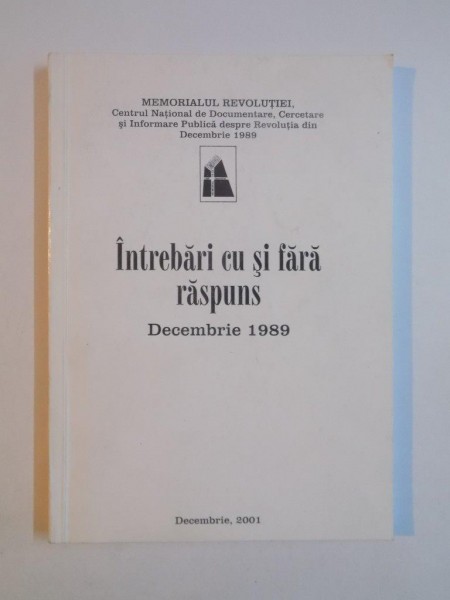 MEMORIALUL REVOLUȚIEI,
Centrul Național de Documentare, Cercetare
și Informare Publică despre Revoluția din
Decembrie 1989
Întrebări cu și fără
răspuns
Decembrie 1989
Decembrie, 2001